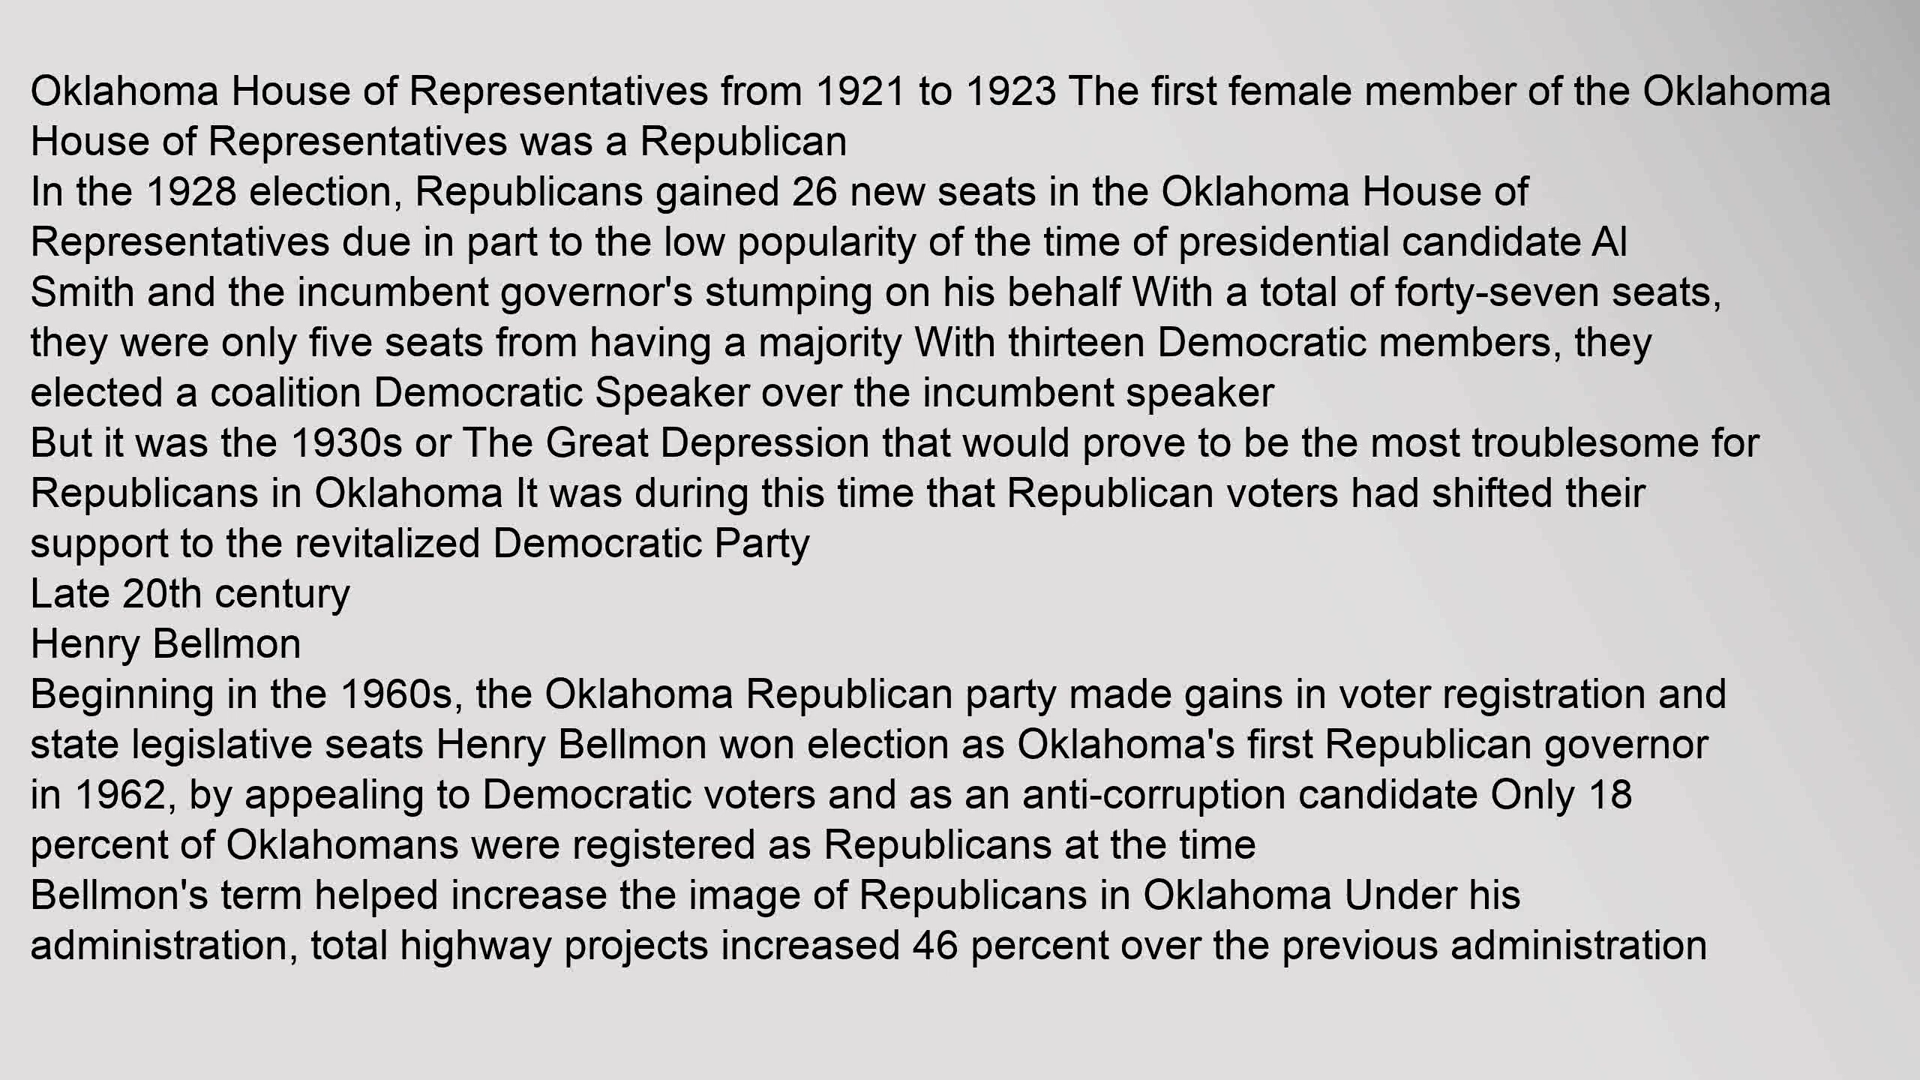 Oklahoma House of Representatives from 1921 to 1923 The first female member of the Oklahoma
House of Representatives was a Republican
In the 1928 election, Republicans gained 26 new seats in the Oklahoma House of
Representatives due in part to the low popularity of the time of presidential candidate Al
Smith and the incumbent governor's stumping on his behalf With a total of forty-seven seats,
they were only five seats from having a majority With thirteen Democratic members, they
elected a coalition Democratic Speaker over the incumbent speaker
But it was the 1930s or The Great Depression that would prove to be the most troublesome for
Republicans in Oklahoma It was during this time that Republican voters had shifted their
support to the revitalized Democratic Party
Late 20th century
Henry Bellmon
Beginning in the 1960s, the Oklahoma Republican party made gains in voter registration and
state legislative seats Henry Bellmon won election as Oklahoma's first Republican governor
in 1962, by appealing to Democratic voters and as an anti-corruption candidate Only 18
percent of Oklahomans were registered as Republicans at the time
Bellmon's term helped increase the image of Republicans in Oklahoma Under his
administration, total highway projects increased 46 percent over the previous administration